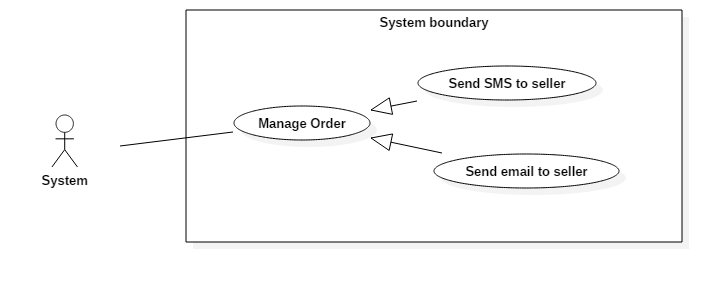 System boundary
Send SMS to seller
Manage Order
Send email to seller
System